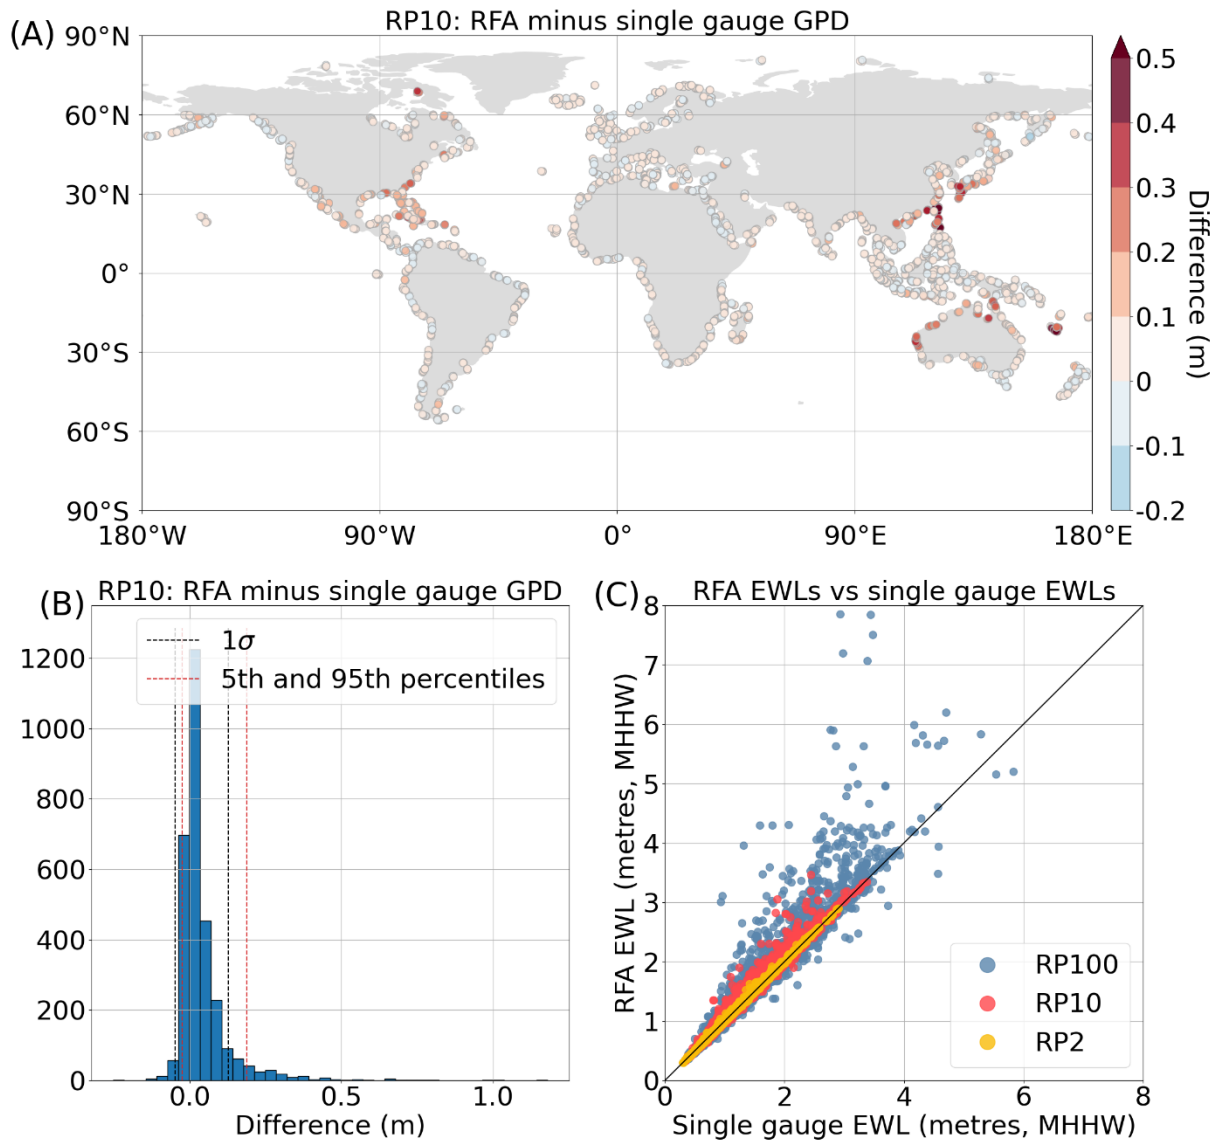 (A)
RP10: RFA minus single gauge GPD
90°N
60°N
30°N
0°
30°S
60°S
90°S
180°W
90°W
0°
90°E
180°E
0.5
0.4
0.3
0.2
0.1
0
-0.1
-0.2
Difference (m)
(B)
RP10: RFA minus single gauge GPD
1σ
5th and 95th percentiles
1200
1000
800
600
400
200
0
0.0
0.5
1.0
Difference (m)
(C)
RFA EWLs vs single gauge EWLs
RFA EWL (metres, MHHW)
8
7
6
5
4
3
2
1
0
RP100
RP10
RP2
0
2
4
6
8
Single gauge EWL (metres, MHHW)